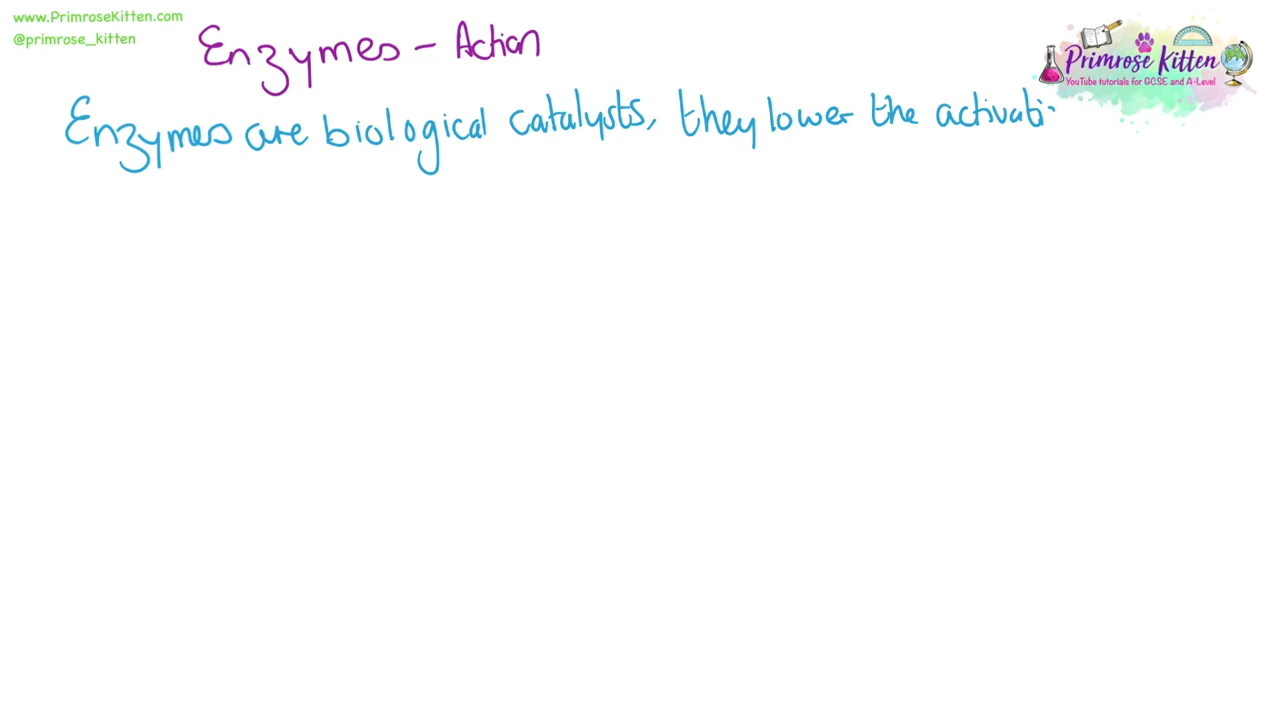 www.PrimroseKitten.com
@primrose_kitten
Enzymes - Action
Primrose Kitten
YouTube tutorials for GCSE and A-Level
Enzymes are biological catalysts, they lower the activati